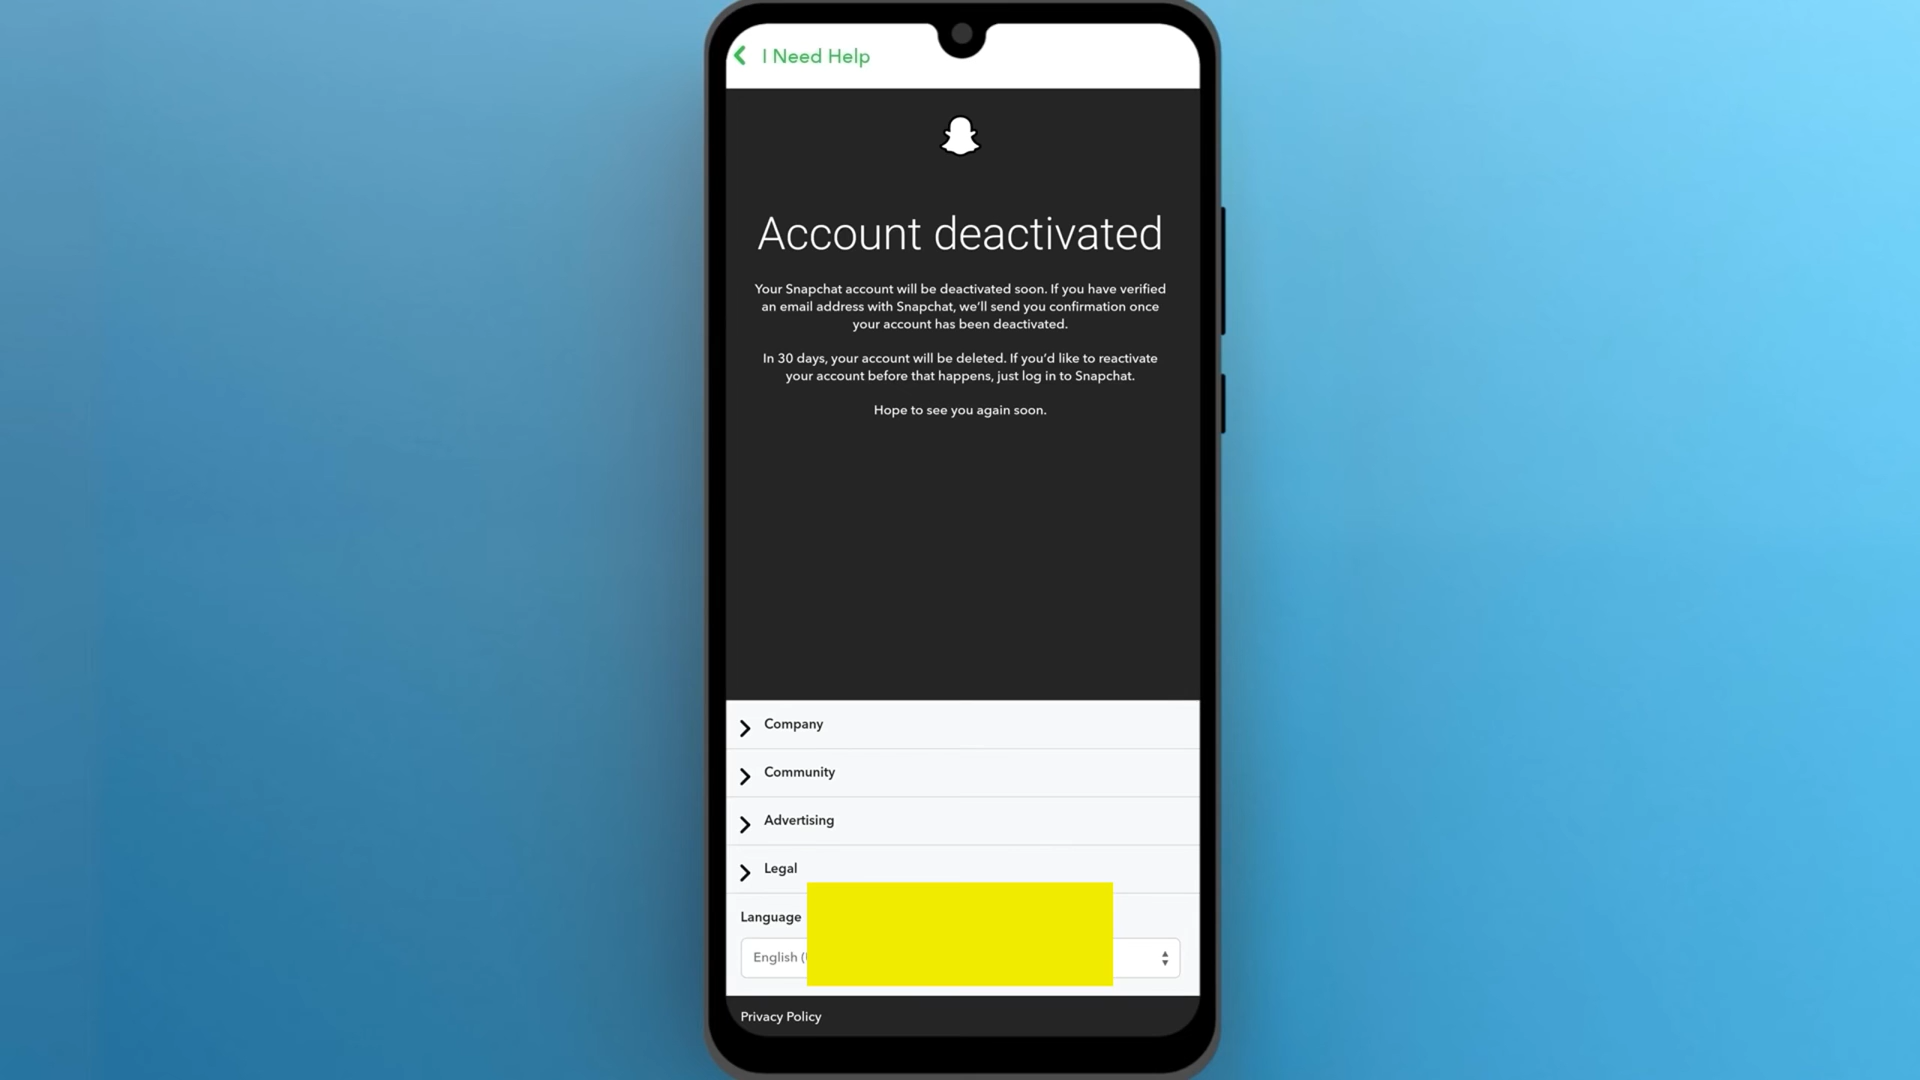 I Need Help
Account deactivated
Your Snapchat account will be deactivated soon. If you have verified
an email address with Snapchat, we’ll send you confirmation once
your account has been deactivated.
In 30 days, your account will be deleted. If you’d like to reactivate
your account before that happens, just log in to Snapchat.
Hope to see you again soon.
Company
Community
Advertising
Legal
Language
English
Privacy Policy